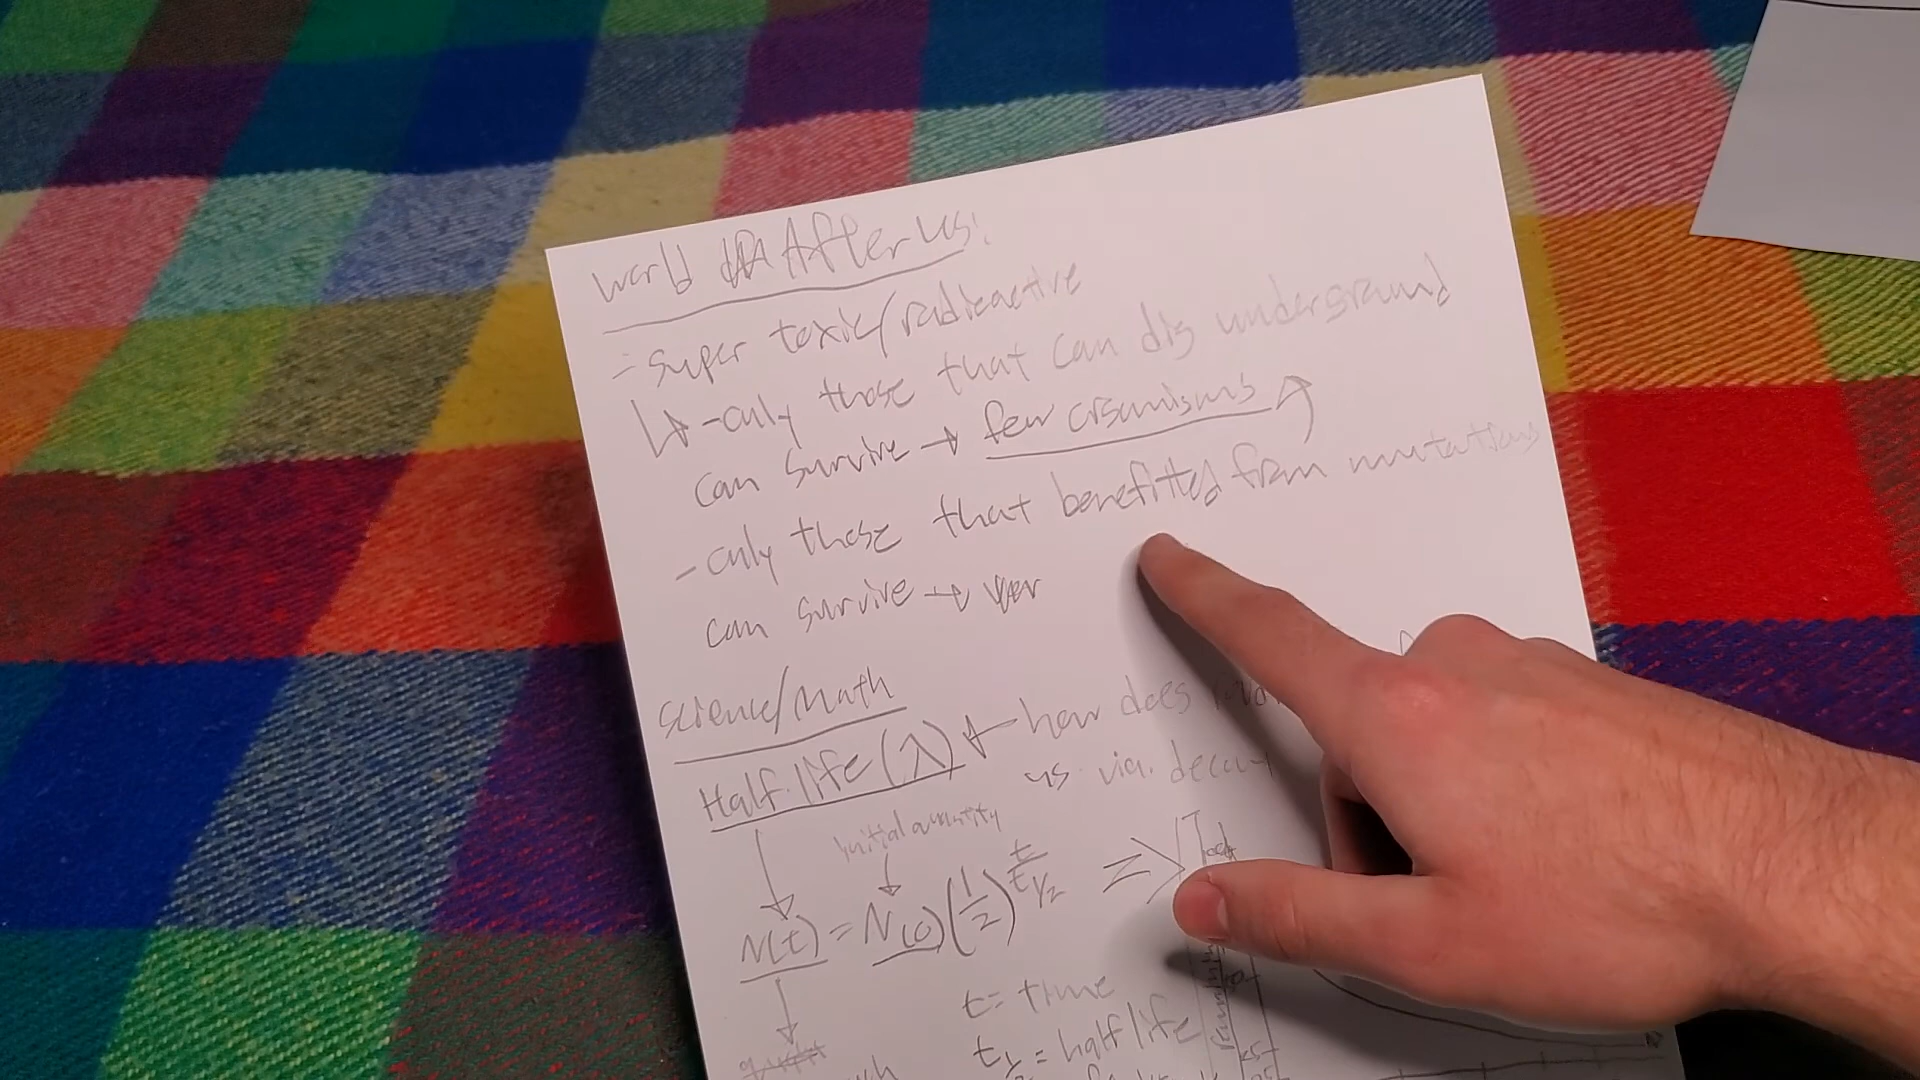 World After us:
- super toxic/radioactive
↳ - only those that can dig underground
can survive → few organisms
- only those that benefitted from mutations
can survive →
science/math
Half-life (λ) ← how does
us via. decay
initial quantity
N(t) = N(0) (1/2)^(t/t1/2) =>
t = time
t1/2 = half life